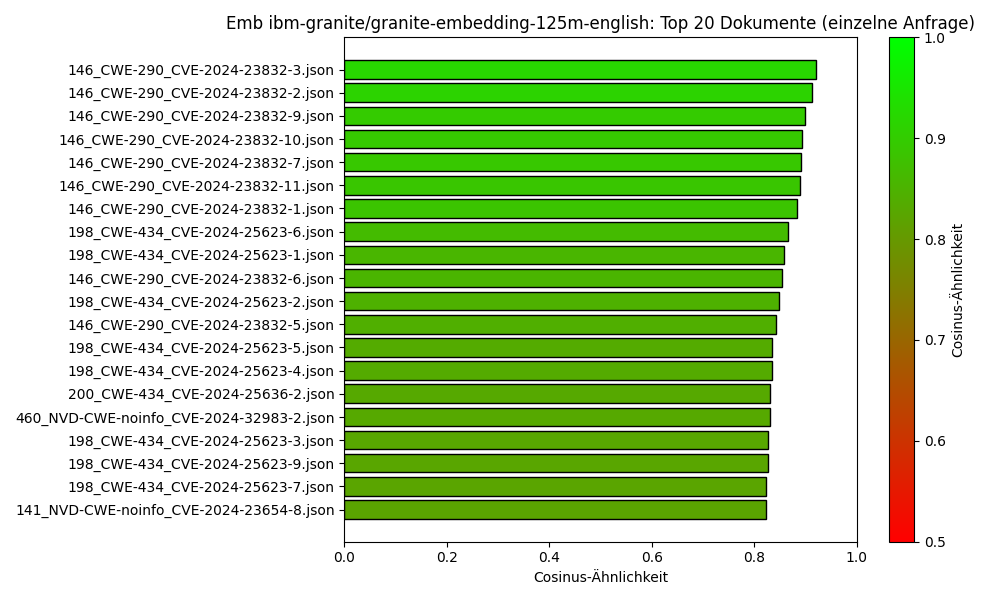 Emb ibm-granite/granite-embedding-125m-english: Top 20 Dokumente (einzelne Anfrage)
146_CWE-290_CVE-2024-23832-3.json
146_CWE-290_CVE-2024-23832-2.json
146_CWE-290_CVE-2024-23832-9.json
146_CWE-290_CVE-2024-23832-10.json
146_CWE-290_CVE-2024-23832-7.json
146_CWE-290_CVE-2024-23832-11.json
146_CWE-290_CVE-2024-23832-1.json
198_CWE-434_CVE-2024-25623-6.json
198_CWE-434_CVE-2024-25623-1.json
146_CWE-290_CVE-2024-23832-6.json
198_CWE-434_CVE-2024-25623-2.json
146_CWE-290_CVE-2024-23832-5.json
198_CWE-434_CVE-2024-25623-5.json
198_CWE-434_CVE-2024-25623-4.json
200_CWE-434_CVE-2024-25636-2.json
460_NVD-CWE-noinfo_CVE-2024-32983-2.json
198_CWE-434_CVE-2024-25623-3.json
198_CWE-434_CVE-2024-25623-9.json
198_CWE-434_CVE-2024-25623-7.json
141_NVD-CWE-noinfo_CVE-2024-23654-8.json
0.0 0.2 0.4 0.6 0.8 1.0
Cosinus-Ähnlichkeit
1.0
0.9
0.8
0.7
0.6
0.5
Cosinus-Ähnlichkeit